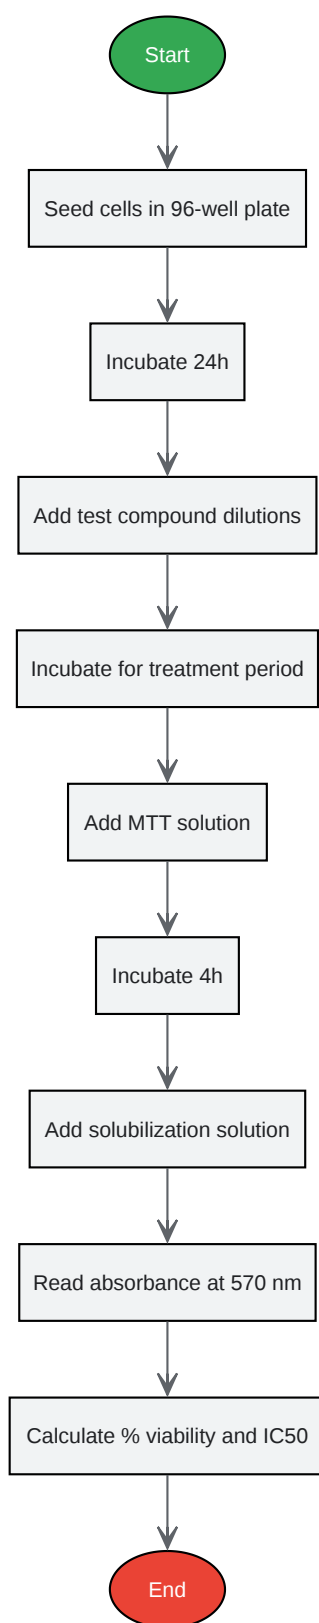 Start
Seed cells in 96-well plate
Incubate 24h
Add test compound dilutions
Incubate for treatment period
Add MTT solution
Incubate 4h
Add solubilization solution
Read absorbance at 570 nm
Calculate % viability and IC50
End